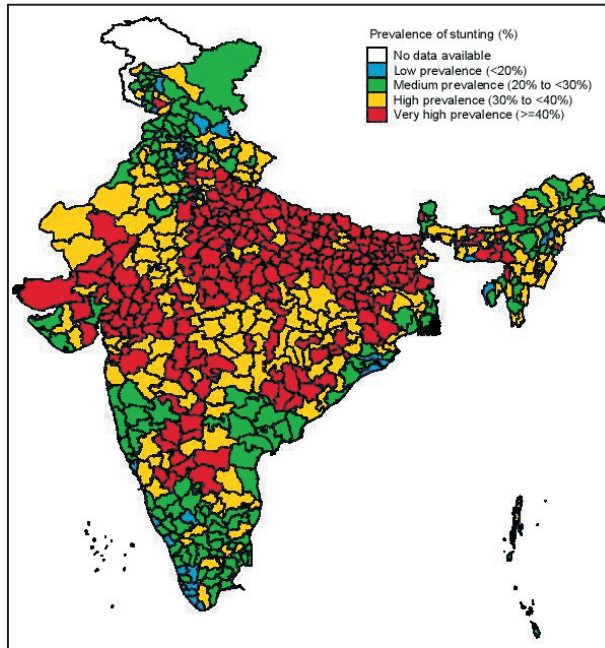 Prevalence of stunting (%)
No data available
Low prevalence (<20%)
Medium prevalence (20% to <30%)
High prevalence (30% to <40%)
Very high prevalence (>=40%)